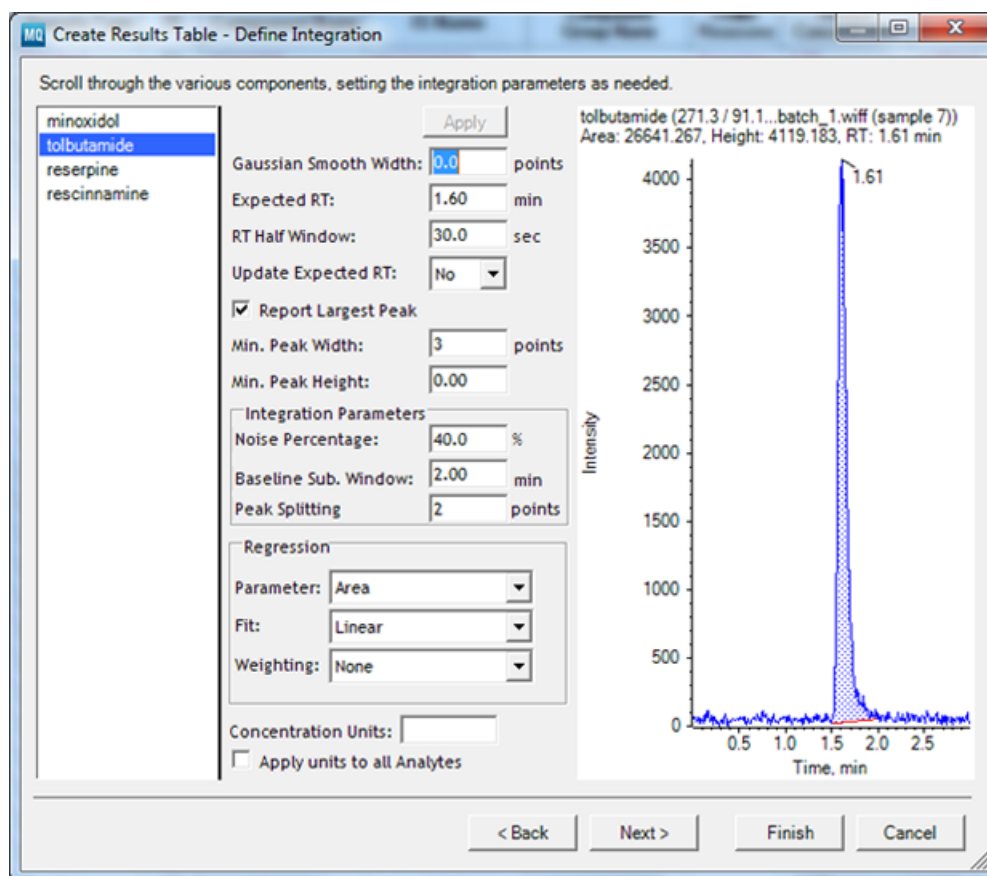 MQ Create Results Table - Define Integration
Scroll through the various components, setting the integration parameters as needed.
minoxidol
tolbutamide
reserpine
rescinnamine
Apply
Gaussian Smooth Width: 0.0 points
Expected RT: 1.60 min
RT Half Window: 30.0 sec
Update Expected RT: No
Report Largest Peak
Min. Peak Width: 3 points
Min. Peak Height: 0.00
Integration Parameters
Noise Percentage: 40.0 %
Baseline Sub. Window: 2.00 min
Peak Splitting 2 points
Regression
Parameter: Area
Fit: Linear
Weighting: None
Concentration Units:
Apply units to all Analytes
tolbutamide (271.3 / 91.1...batch_1.wiff (sample 7))
Area: 26641.267, Height: 4119.183, RT: 1.61 min
1.61
4000
3500
3000
2500
2000
1500
1000
500
0
Intensity
0.5 1.0 1.5 2.0 2.5
Time, min
< Back Next > Finish Cancel